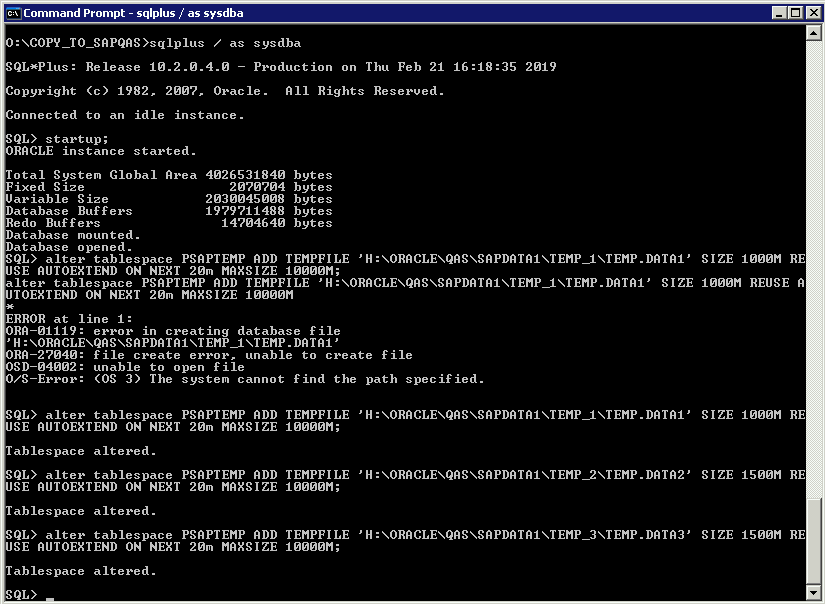 Command Prompt - sqlplus / as sysdba
O:\COPY_TO_SAPQAS>sqlplus / as sysdba
SQL*Plus: Release 10.2.0.4.0 - Production on Thu Feb 21 16:18:35 2019
Copyright (c) 1982, 2007, Oracle.  All Rights Reserved.
Connected to an idle instance.
SQL> startup;
ORACLE instance started.
Total System Global Area 4026531840 bytes
Fixed Size                  2070704 bytes
Variable Size            2030045008 bytes
Database Buffers         1979711488 bytes
Redo Buffers               14704640 bytes
Database mounted.
Database opened.
SQL> alter tablespace PSAPTEMP ADD TEMPFILE 'H:\ORACLE\QAS\SAPDATA1\TEMP_1\TEMP.DATA1' SIZE 1000M RE
USE AUTOEXTEND ON NEXT 20m MAXSIZE 10000M;
alter tablespace PSAPTEMP ADD TEMPFILE 'H:\ORACLE\QAS\SAPDATA1\TEMP_1\TEMP.DATA1' SIZE 1000M REUSE A
UTOEXTEND ON NEXT 20m MAXSIZE 10000M
*
ERROR at line 1:
ORA-01119: error in creating database file
'H:\ORACLE\QAS\SAPDATA1\TEMP_1\TEMP.DATA1'
ORA-27040: file create error, unable to create file
OSD-04002: unable to open file
O/S-Error: (OS 3) The system cannot find the path specified.
SQL> alter tablespace PSAPTEMP ADD TEMPFILE 'H:\ORACLE\QAS\SAPDATA1\TEMP_1\TEMP.DATA1' SIZE 1000M RE
USE AUTOEXTEND ON NEXT 20m MAXSIZE 10000M;
Tablespace altered.
SQL> alter tablespace PSAPTEMP ADD TEMPFILE 'H:\ORACLE\QAS\SAPDATA1\TEMP_2\TEMP.DATA2' SIZE 1500M RE
USE AUTOEXTEND ON NEXT 20m MAXSIZE 10000M;
Tablespace altered.
SQL> alter tablespace PSAPTEMP ADD TEMPFILE 'H:\ORACLE\QAS\SAPDATA1\TEMP_3\TEMP.DATA3' SIZE 1500M RE
USE AUTOEXTEND ON NEXT 20m MAXSIZE 10000M;
Tablespace altered.
SQL> _